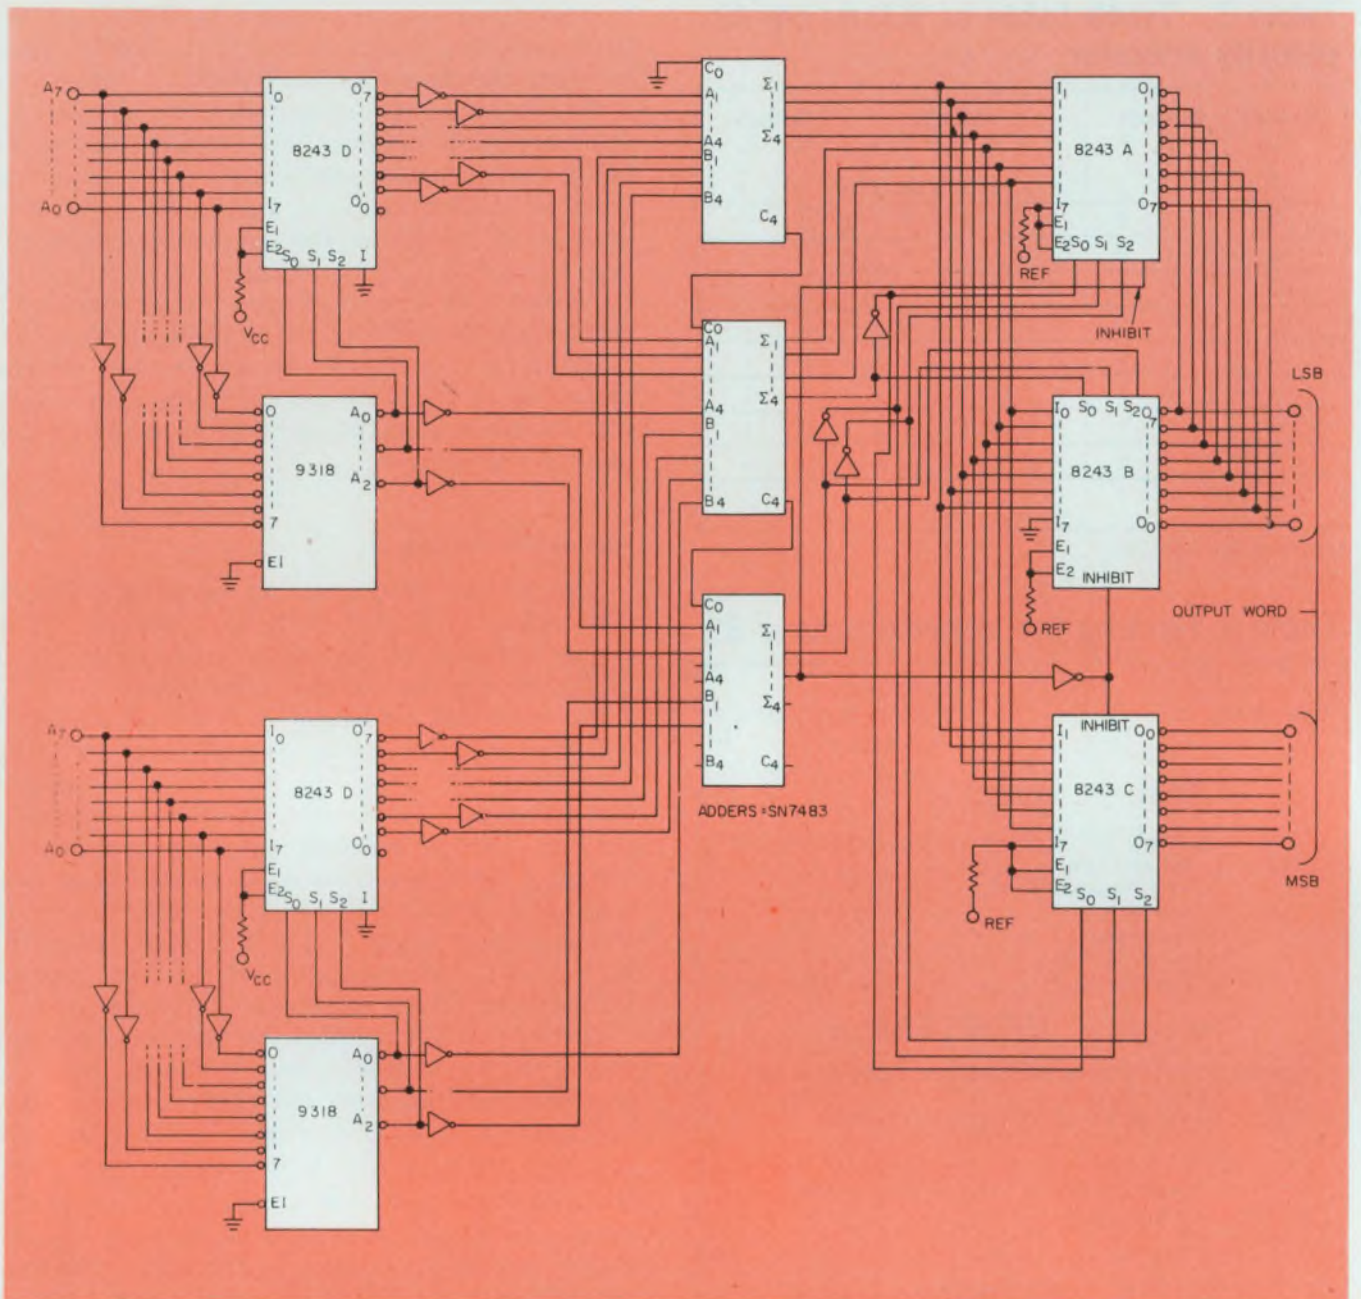 A7
A0
I0
I7
E1
E2
S0 S1 S2 I
O'7
O'0
8243 D
VCC
0
7
EI
9318
A0
A2
A7
A0
I0
I7
E1
E2
S0 S1 S2 I
O'7
O'0
8243 D
VCC
0
7
EI
9318
A0
A2
C0
A1
A4
B1
B4
Σ1
Σ4
C4
C0
A1
A4
B1
B4
Σ1
Σ4
C4
C0
A1
A4
B1
B4
Σ1
Σ4
C4
ADDERS = SN7483
I1
I7
E1
E2 S0 S1 S2
O1
O7
8243 A
REF
INHIBIT
I0 S0 S1 S2 O7
8243 B
I7
O0
E1
E2
INHIBIT
REF
INHIBIT
I1
O0
8243 C
I7
O7
E1
E2
S0 S1 S2
REF
LSB
OUTPUT WORD
MSB